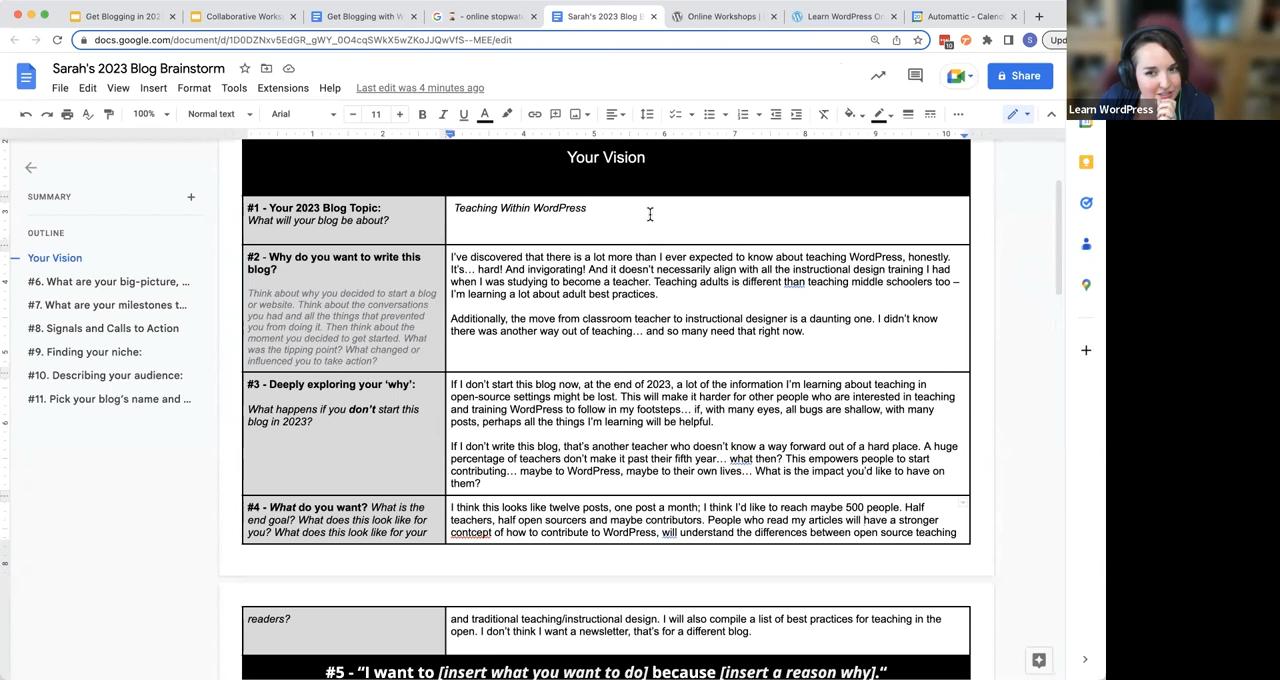 Get Blogging in 202
Collaborative Works
Get Blogging with W
- online stopwatc
Sarah's 2023 Blog B
Online Workshops |
Learn WordPress On
Automattic - Calend
docs.google.com/document/d/1D0DZNxv5EdGR_gWY_0O4cqSWkX5wZKoJJQwVfS--MEE/edit
10
S
Upd
Sarah's 2023 Blog Brainstorm
File Edit View Insert Format Tools Extensions Help Last edit was 4 minutes ago
Share
Learn WordPress
100% Normal text Arial 11
1 2 3 4 5 6 7 8 9 10
SUMMARY
OUTLINE
Your Vision
#6. What are your big-picture, ...
#7. What are your milestones t...
#8. Signals and Calls to Action
#9. Finding your niche:
#10. Describing your audience:
#11. Pick your blog's name and ...
Your Vision
#1 - Your 2023 Blog Topic:
What will your blog be about?
Teaching Within WordPress
#2 - Why do you want to write this
blog?
Think about why you decided to start a blog
or website. Think about the conversations
you had and all the things that prevented
you from doing it. Then think about the
moment you decided to get started. What
was the tipping point? What changed or
influenced you to take action?
I've discovered that there is a lot more than I ever expected to know about teaching WordPress, honestly.
It's… hard! And invigorating! And it doesn't necessarily align with all the instructional design training I had
when I was studying to become a teacher. Teaching adults is different than teaching middle schoolers too –
I'm learning a lot about adult best practices.
Additionally, the move from classroom teacher to instructional designer is a daunting one. I didn't know
there was another way out of teaching… and so many need that right now.
#3 - Deeply exploring your 'why':
What happens if you don't start this
blog in 2023?
If I don't start this blog now, at the end of 2023, a lot of the information I'm learning about teaching in
open-source settings might be lost. This will make it harder for other people who are interested in teaching
and training WordPress to follow in my footsteps… if, with many eyes, all bugs are shallow, with many
posts, perhaps all the things I'm learning will be helpful.
If I don't write this blog, that's another teacher who doesn't know a way forward out of a hard place. A huge
percentage of teachers don't make it past their fifth year… what then? This empowers people to start
contributing… maybe to WordPress, maybe to their own lives… What is the impact you'd like to have on
them?
#4 - What do you want? What is the
end goal? What does this look like for
you? What does this look like for your
I think this looks like twelve posts, one post a month; I think I'd like to reach maybe 500 people. Half
teachers, half open sourcers and maybe contributors. People who read my articles will have a stronger
contcept of how to contribute to WordPress, will understand the differences between open source teaching
readers?
and traditional teaching/instructional design. I will also compile a list of best practices for teaching in the
open. I don't think I want a newsletter, that's for a different blog.
#5 - “I want to [insert what you want to do] because [insert a reason why].“